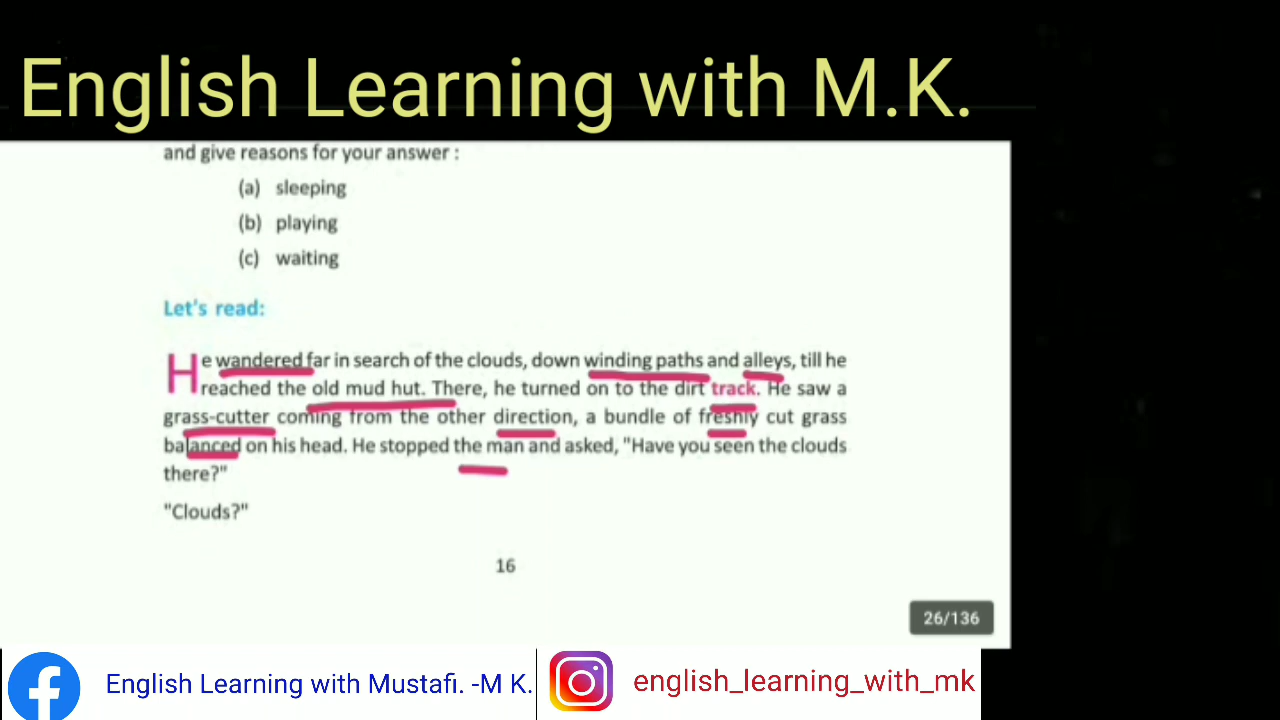 English Learning with M.K.
and give reasons for your answer :
(a) sleeping
(b) playing
(c) waiting
Let's read:
He wandered far in search of the clouds, down winding paths and alleys, till he
reached the old mud hut. There, he turned on to the dirt track. He saw a
grass-cutter coming from the other direction, a bundle of freshly cut grass
balanced on his head. He stopped the man and asked, "Have you seen the clouds
there?"
"Clouds?"
16
26/136
English Learning with Mustafi. -M K.
english_learning_with_mk